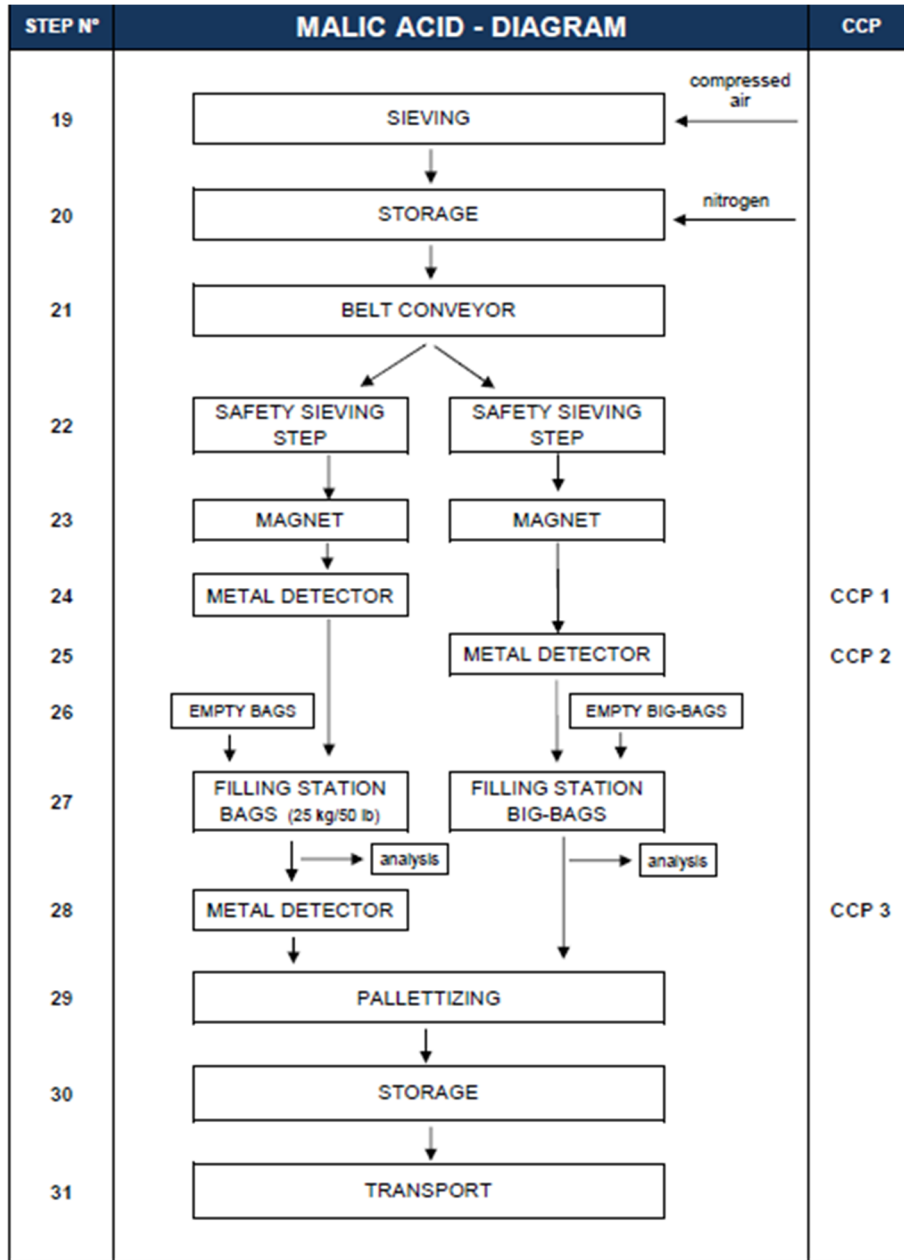 STEP Nº MALIC ACID - DIAGRAM CCP
compressed
air
19 SIEVING
20 STORAGE nitrogen
21 BELT CONVEYOR
22 SAFETY SIEVING SAFETY SIEVING
STEP STEP
23 MAGNET MAGNET
24 METAL DETECTOR CCP 1
25 METAL DETECTOR CCP 2
26 EMPTY BAGS EMPTY BIG-BAGS
27 FILLING STATION FILLING STATION
BAGS (25 kg/50 lb) BIG-BAGS
analysis analysis
28 METAL DETECTOR CCP 3
29 PALLETTIZING
30 STORAGE
31 TRANSPORT